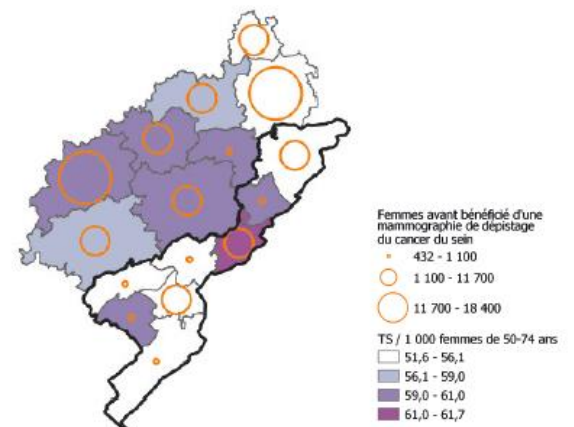 Femmes ayant bénéficié d'une
mammographie de dépistage
du cancer du sein
432 - 1 100
1 100 - 11 700
11 700 - 18 400
TS / 1 000 femmes de 50-74 ans
51,6 - 56,1
56,1 - 59,0
59,0 - 61,0
61,0 - 61,7